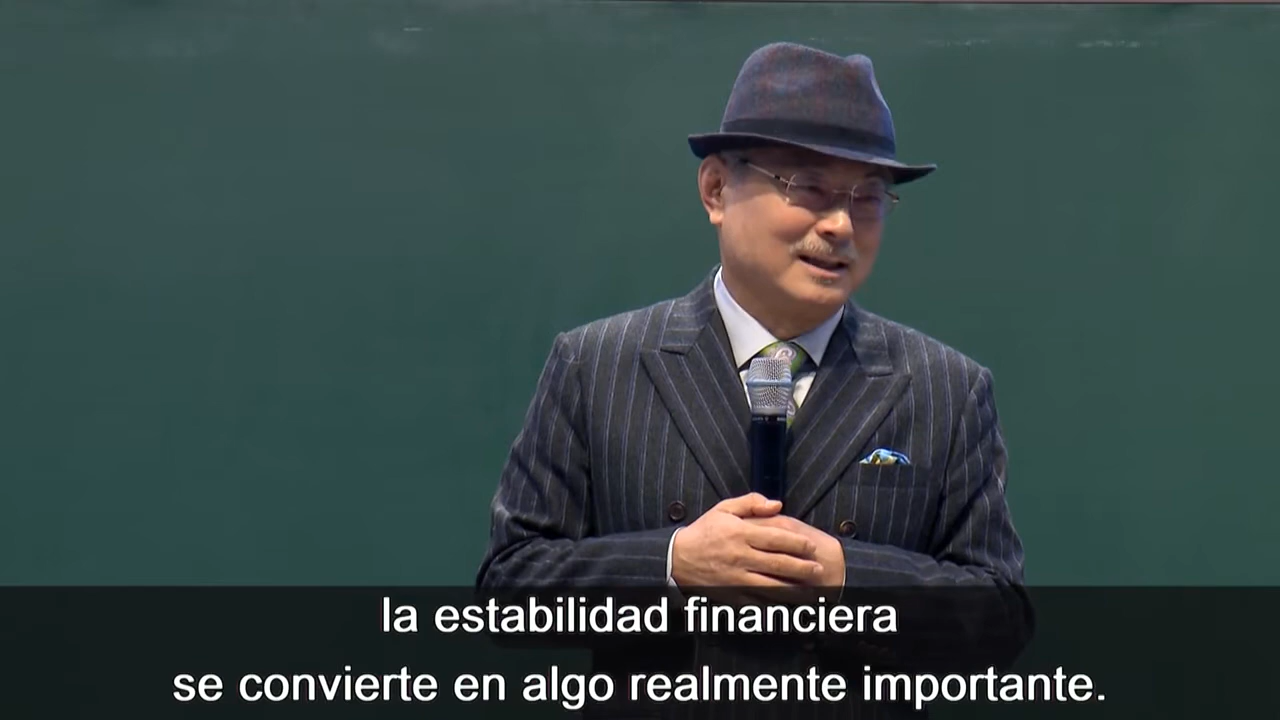 la estabilidad financiera
se convierte en algo realmente importante.